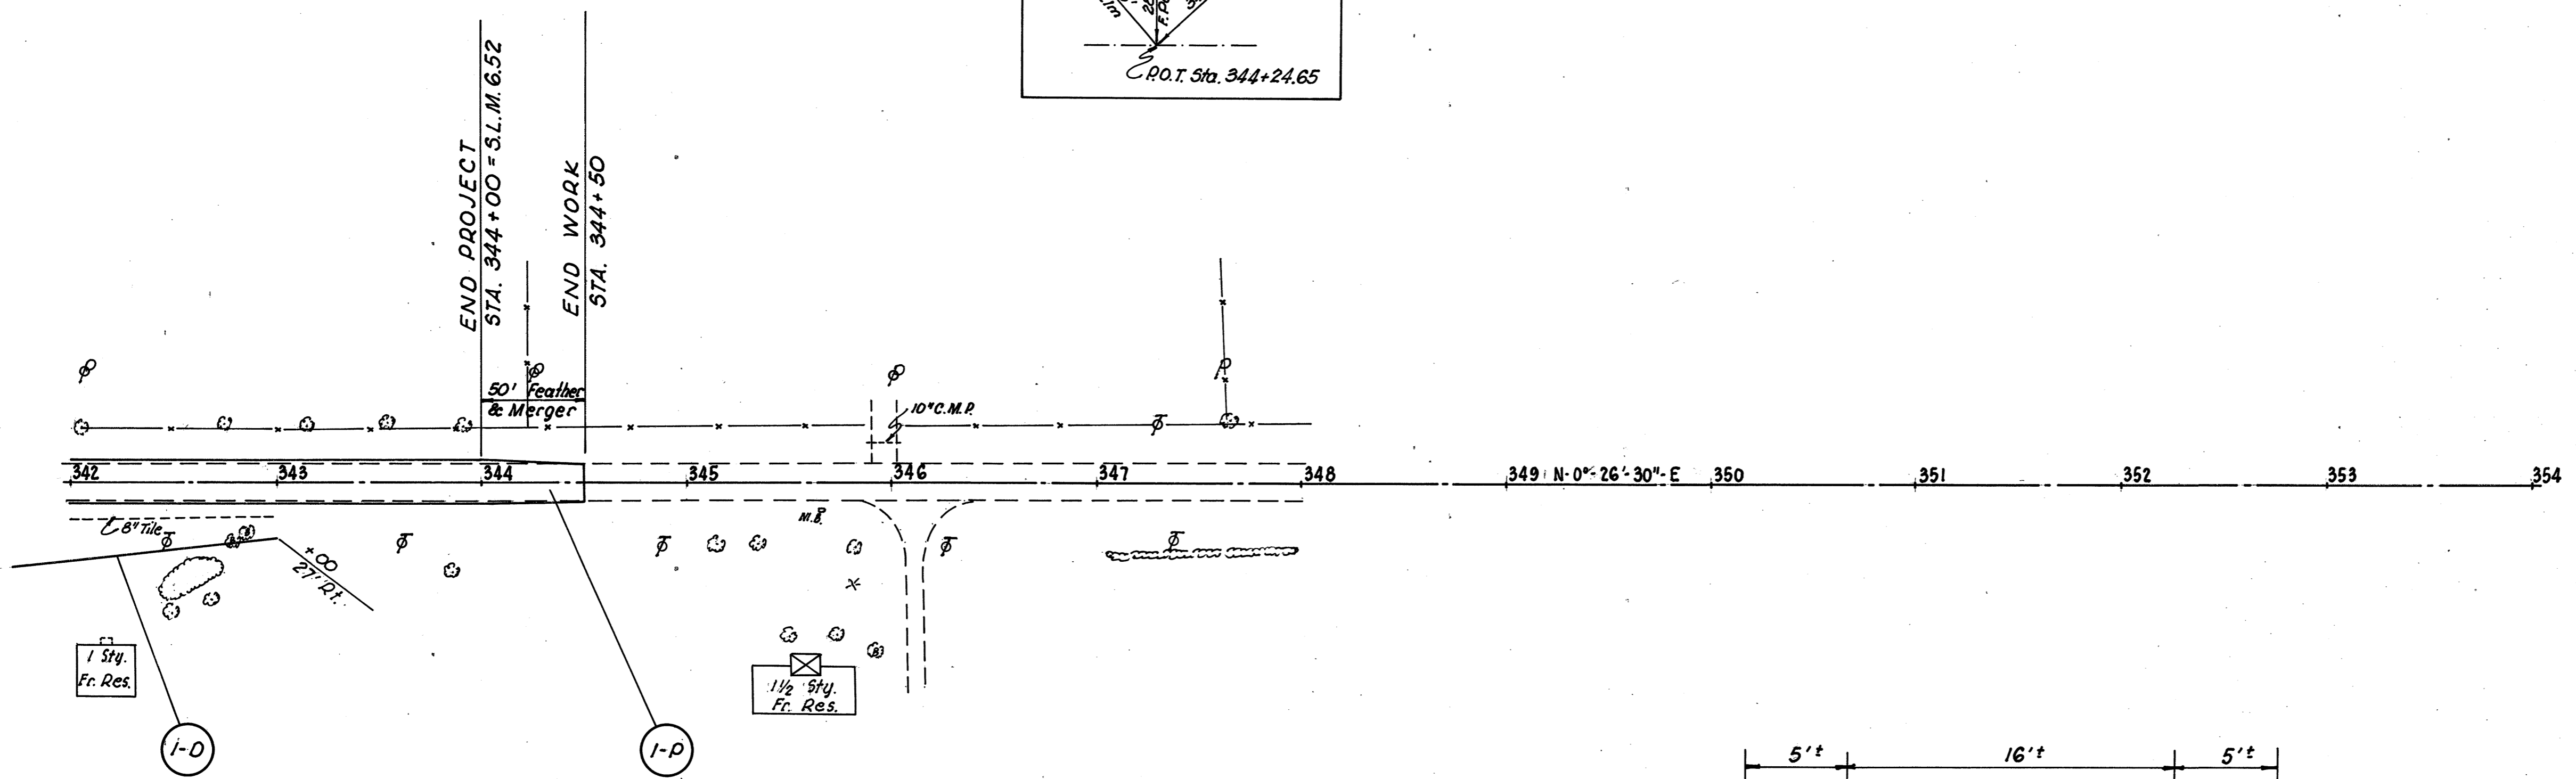 P.O.T. Sta. 344+24.65
END PROJECT
STA. 344+00 = S.L.M. 6.52
END WORK
STA. 344+50
50' Feather
& Merger
10" C.M.P.
342 343 344 345 346 347 348 349 N-0°-26'-30"-E 350 351 352 353 354
8" Tile
M.B.
+00
27' Rt.
1 Sty.
Fr. Res.
1½ Sty.
Fr. Res.
1-D
1-P
5'± 16'± 5'±